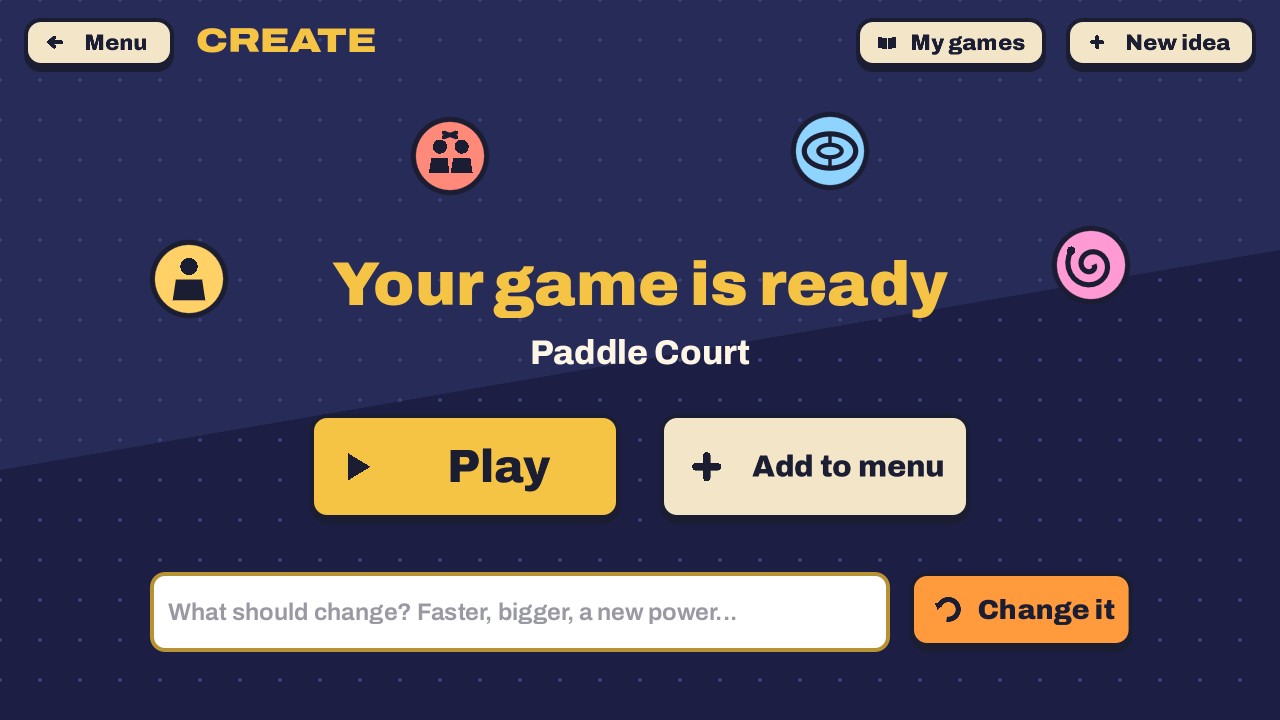 Menu
CREATE
My games
New idea
Your game is ready
Paddle Court
Play
Add to menu
What should change? Faster, bigger, a new power...
Change it